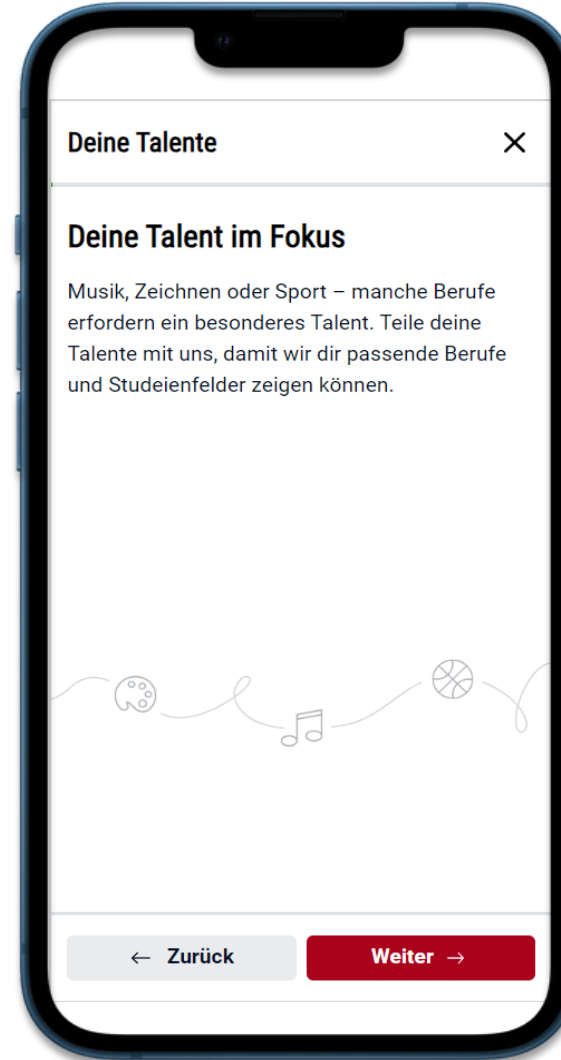 Deine Talente
Deine Talent im Fokus
Musik, Zeichnen oder Sport – manche Berufe
erfordern ein besonderes Talent. Teile deine
Talente mit uns, damit wir dir passende Berufe
und Studeienfelder zeigen können.
← Zurück
Weiter →